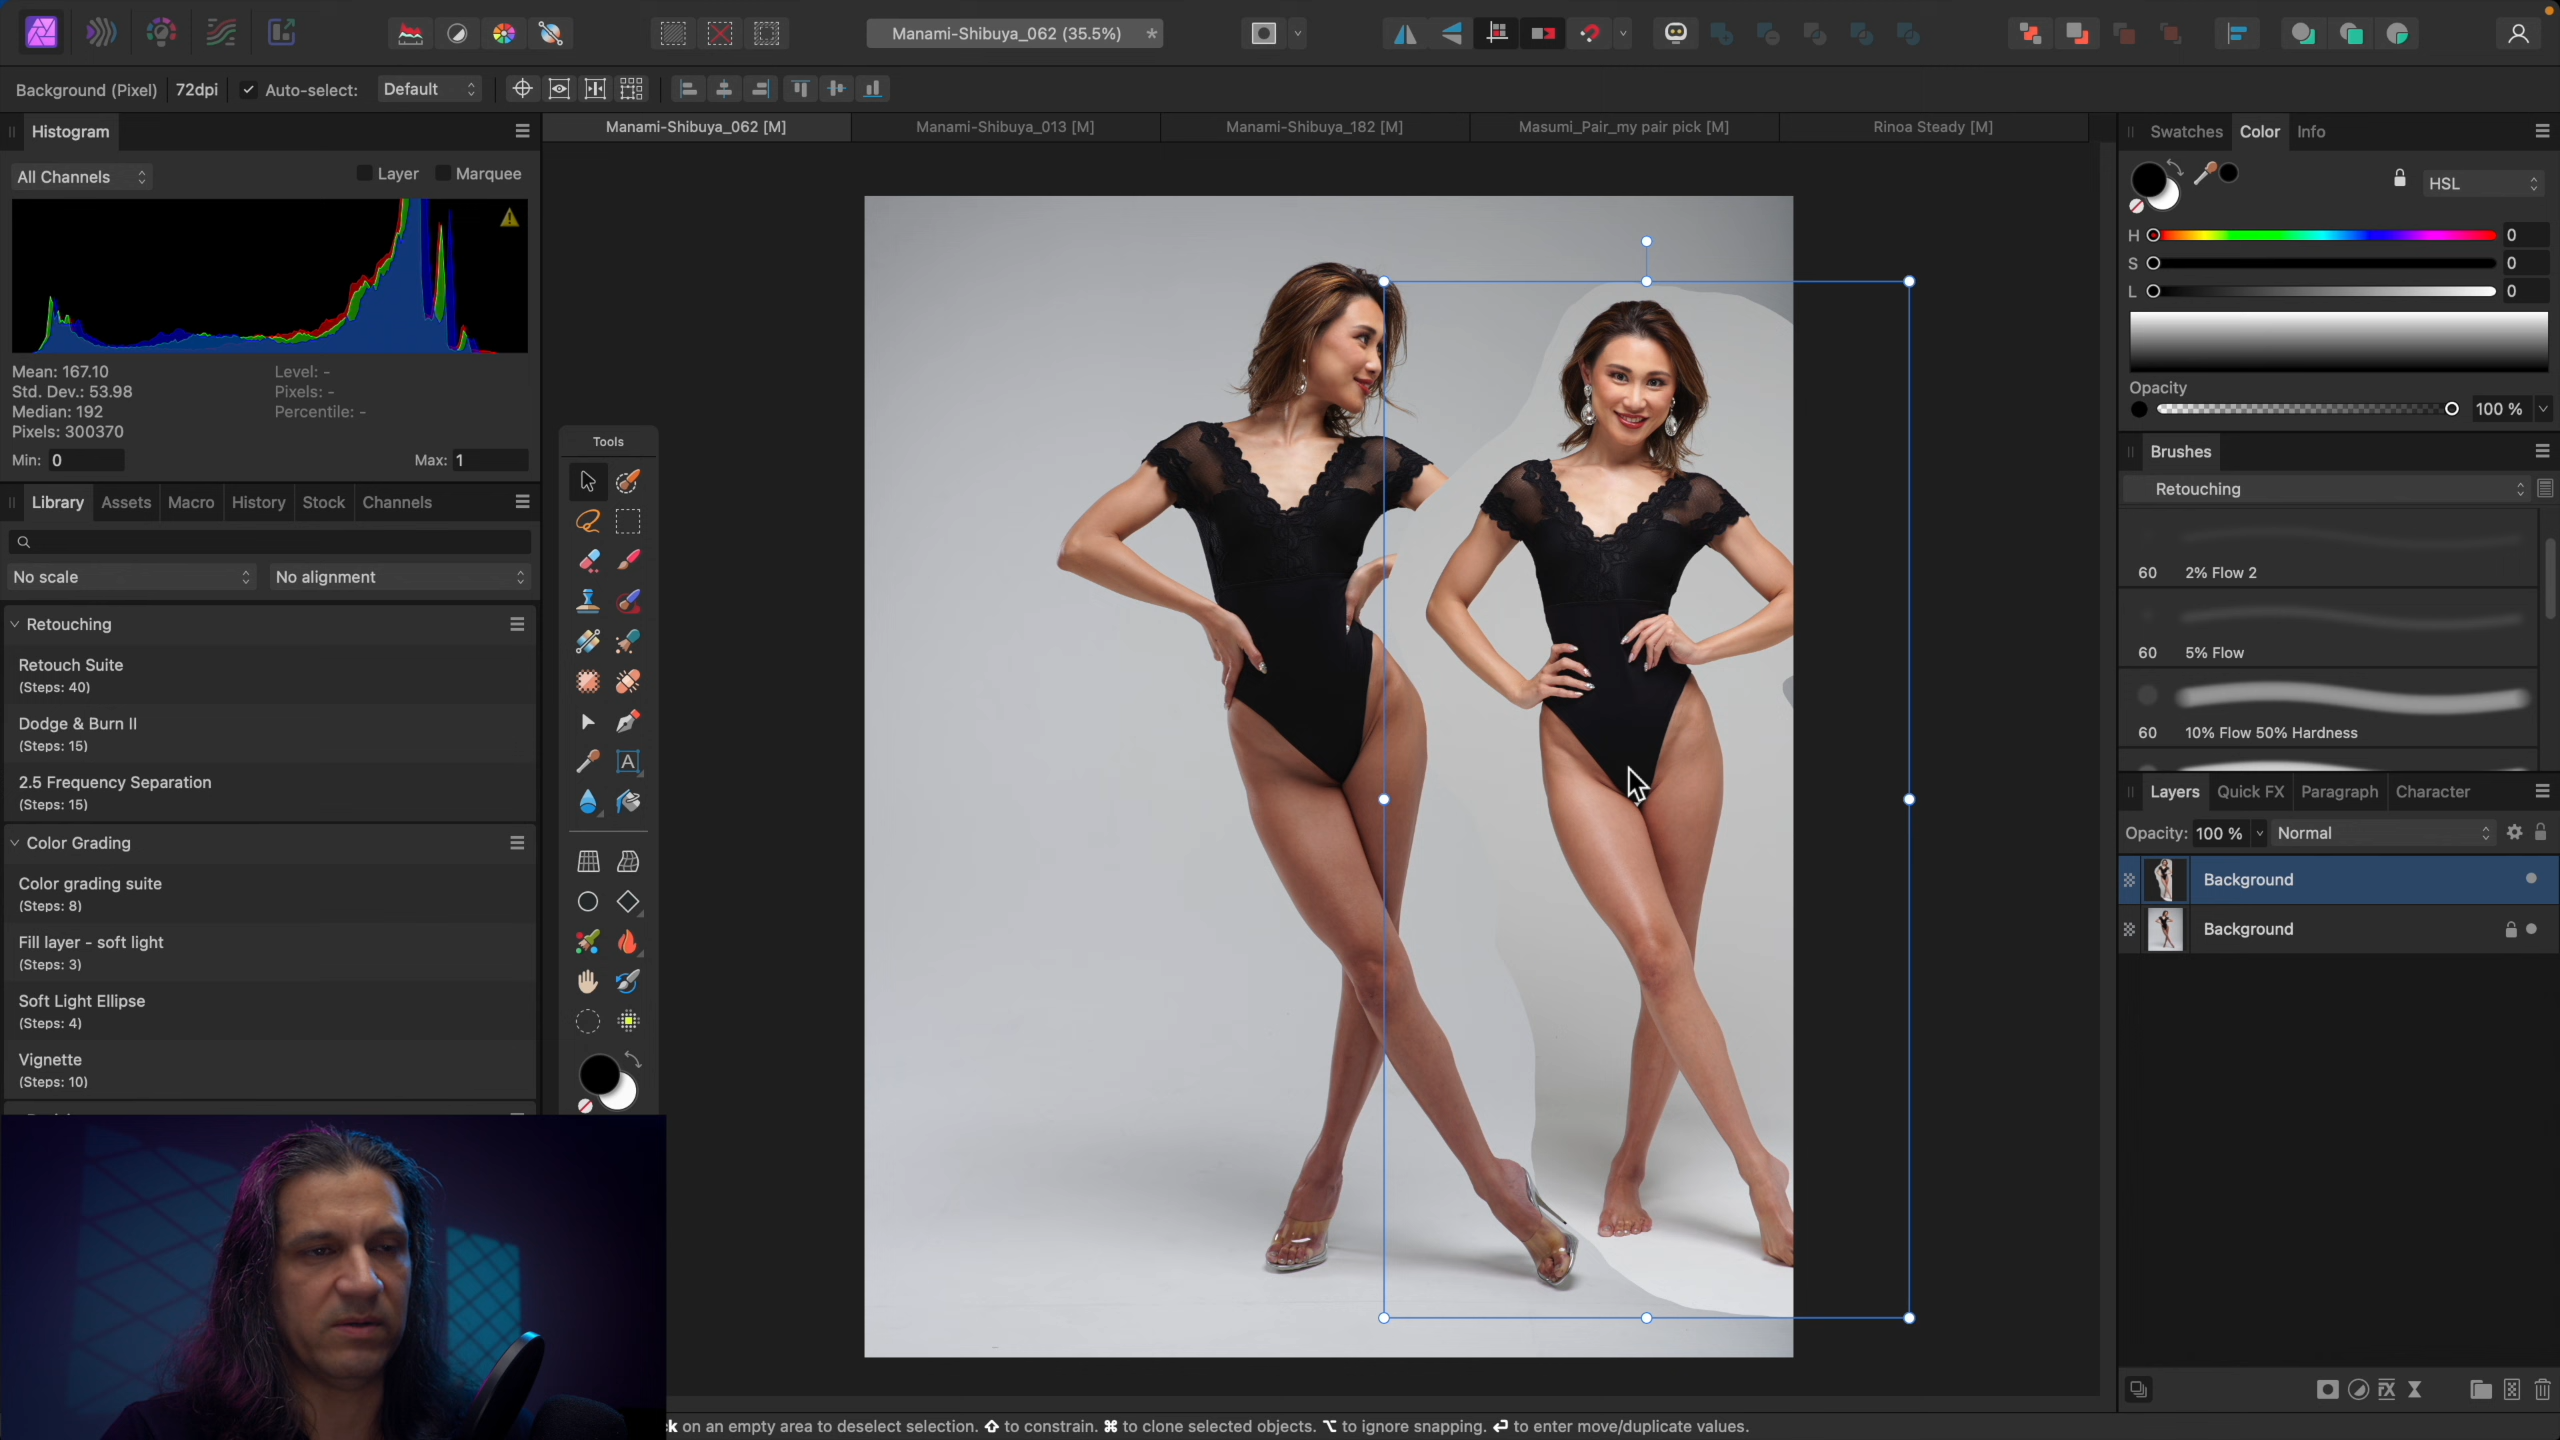 Manami-Shibuya_062 (35.5%) *
Background (Pixel) 72dpi Auto-select: Default
Histogram
All Channels Layer Marquee
Mean: 167.10 Level: -
Std. Dev.: 53.98 Pixels: -
Median: 192 Percentile: -
Pixels: 300370
Min: 0 Max: 1
Library Assets Macro History Stock Channels
No scale No alignment
Retouching
Retouch Suite
(Steps: 40)
Dodge & Burn II
(Steps: 15)
2.5 Frequency Separation
(Steps: 15)
Color Grading
Color grading suite
(Steps: 8)
Fill layer - soft light
(Steps: 3)
Soft Light Ellipse
(Steps: 4)
Vignette
(Steps: 10)
Tools
A
Manami-Shibuya_062 [M] Manami-Shibuya_013 [M] Manami-Shibuya_182 [M] Masumi_Pair_my pair pick [M] Rinoa Steady [M]
Swatches Color Info
HSL
H 0
S 0
L 0
Opacity
100 %
Brushes
Retouching
60 2% Flow 2
60 5% Flow
60 10% Flow 50% Hardness
Layers Quick FX Paragraph Character
Opacity: 100 % Normal
Background
Background
on an empty area to deselect selection. ⇧ to constrain. ⌘ to clone selected objects. ⌥ to ignore snapping. ↩ to enter move/duplicate values.